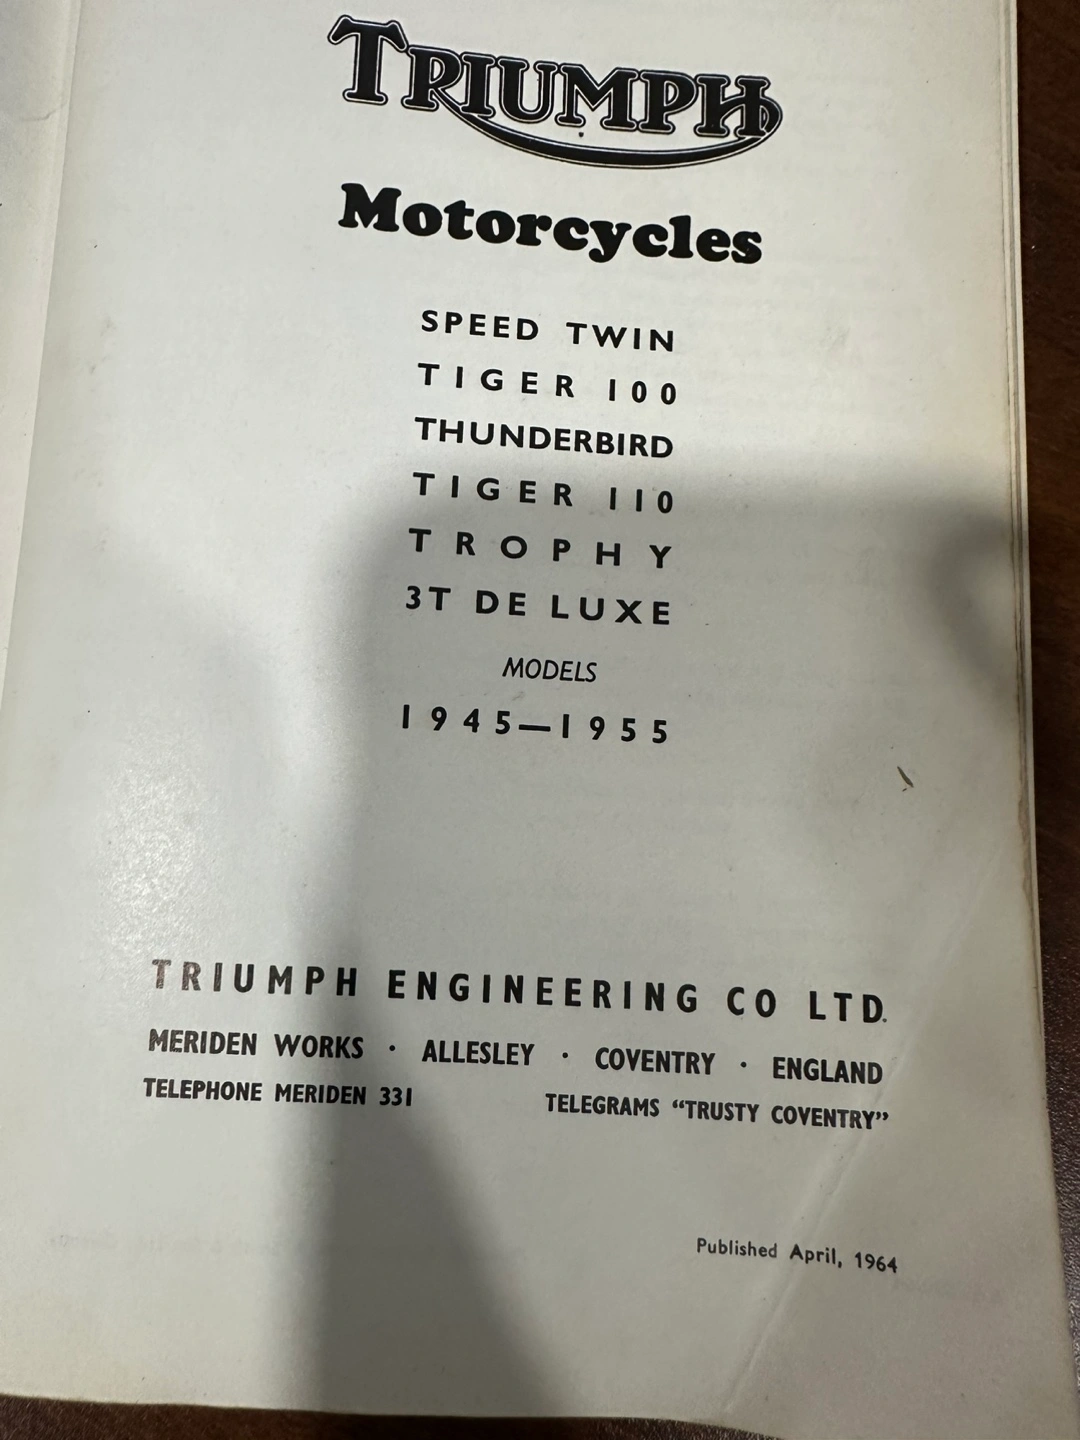 TRIUMPH
Motorcycles
SPEED TWIN
TIGER 100
THUNDERBIRD
TIGER 110
TROPHY
3T DE LUXE
MODELS
1945—1955
TRIUMPH ENGINEERING CO LTD.
MERIDEN WORKS · ALLESLEY · COVENTRY · ENGLAND
TELEPHONE MERIDEN 331 TELEGRAMS “TRUSTY COVENTRY”
Published April, 1964